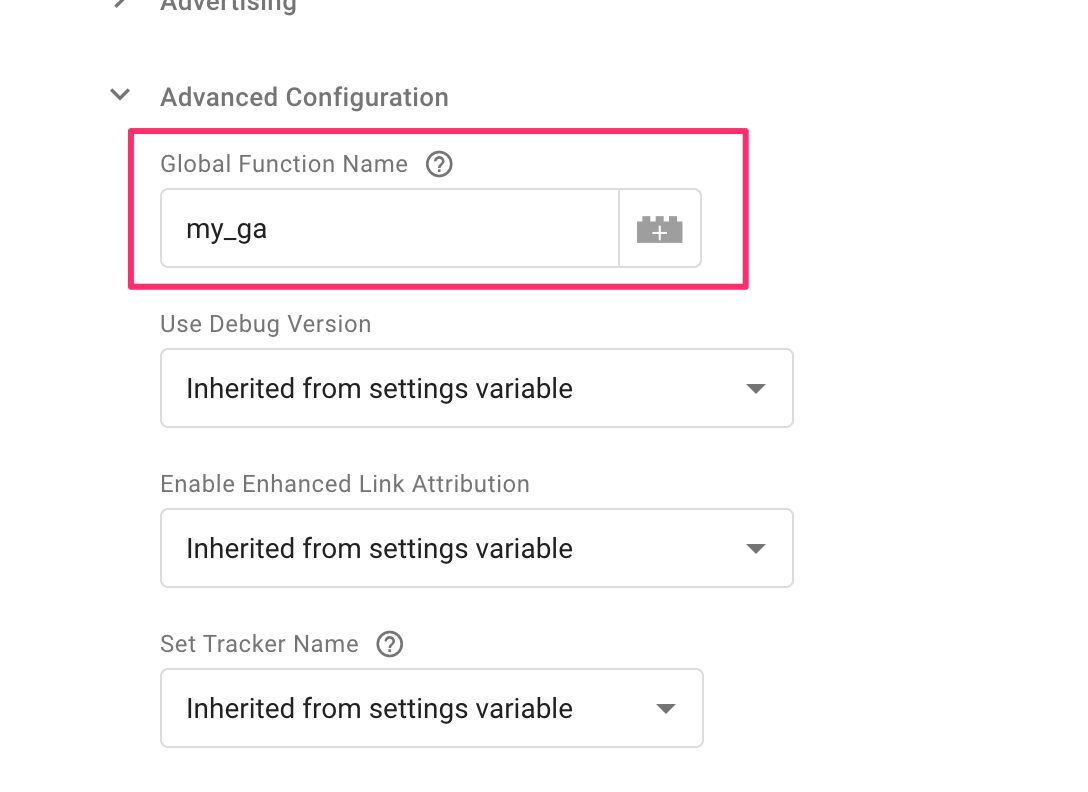 Advertising
Advanced Configuration
Global Function Name
my_ga
Use Debug Version
Inherited from settings variable
Enable Enhanced Link Attribution
Inherited from settings variable
Set Tracker Name
Inherited from settings variable